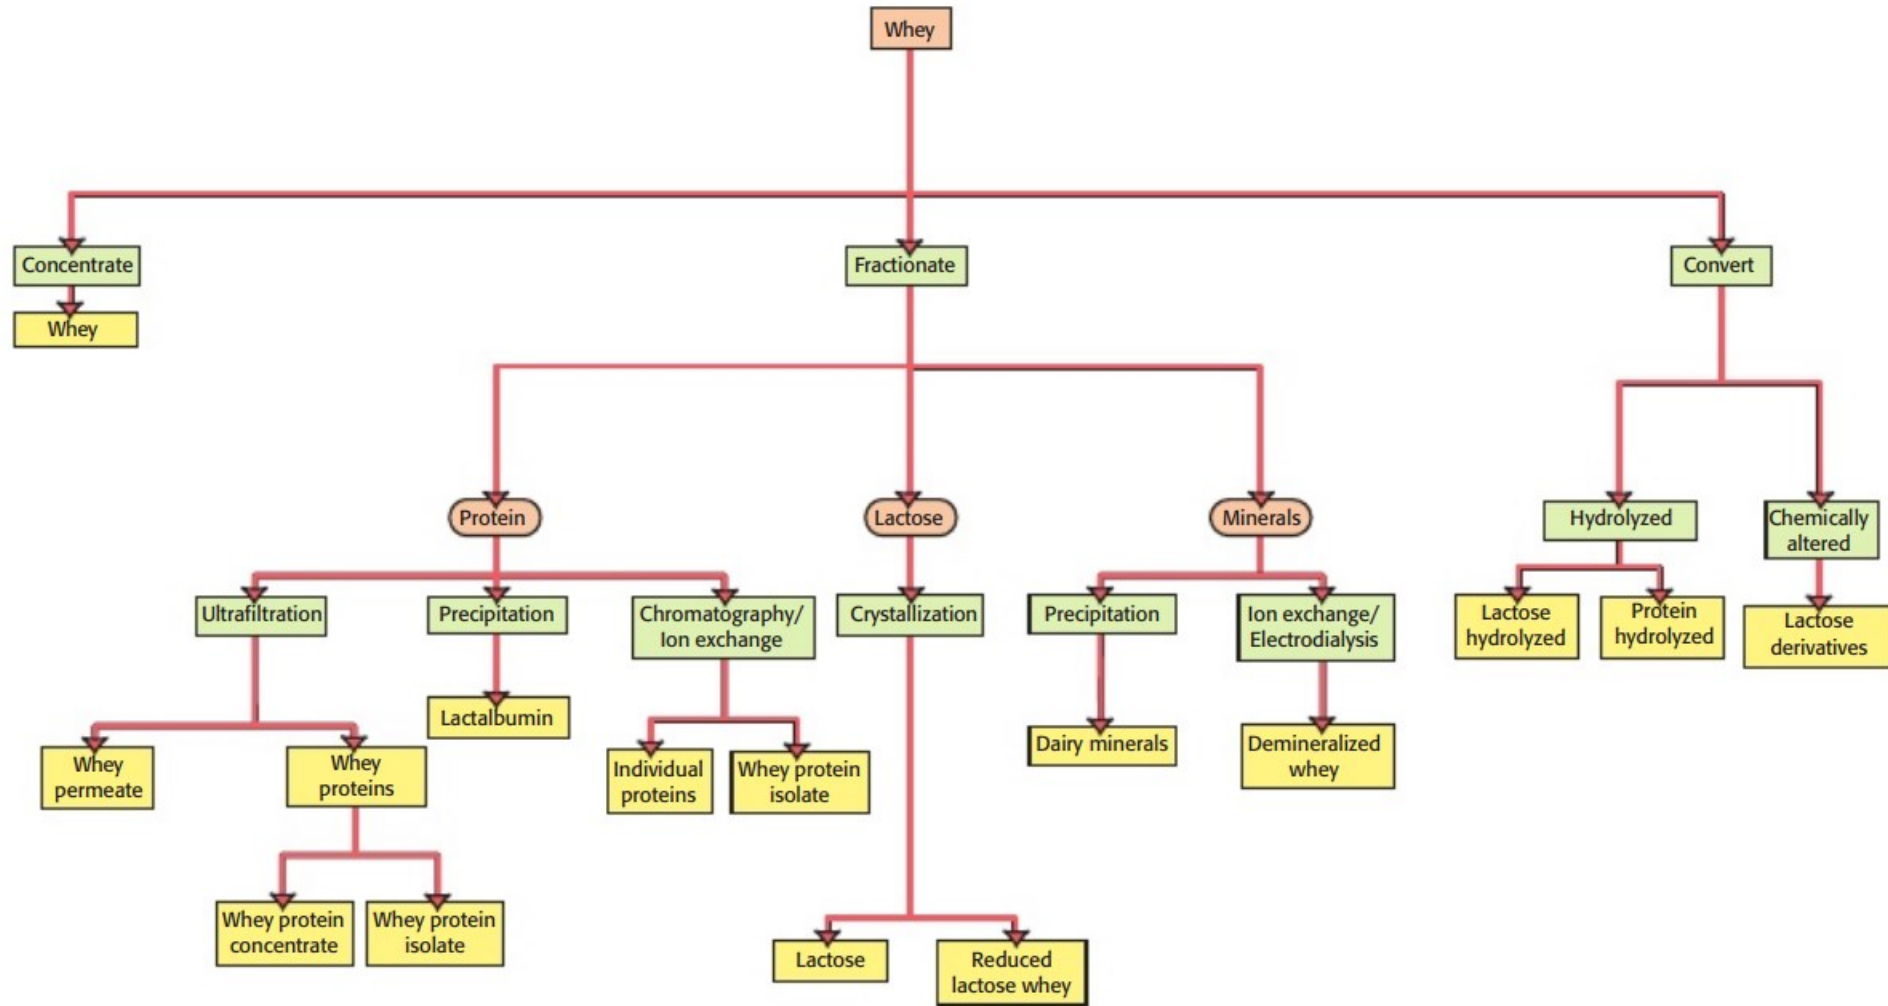 Whey
Concentrate
Fractionate
Convert
Whey
Protein
Lactose
Minerals
Hydrolyzed
Chemically
altered
Ultrafiltration
Precipitation
Chromatography/
Ion exchange
Crystallization
Precipitation
Ion exchange/
Electrodialysis
Lactose
hydrolyzed
Protein
hydrolyzed
Lactose
derivatives
Lactalbumin
Whey
permeate
Whey
proteins
Individual
proteins
Whey protein
isolate
Dairy minerals
Demineralized
whey
Whey protein
concentrate
Whey protein
isolate
Lactose
Reduced
lactose whey